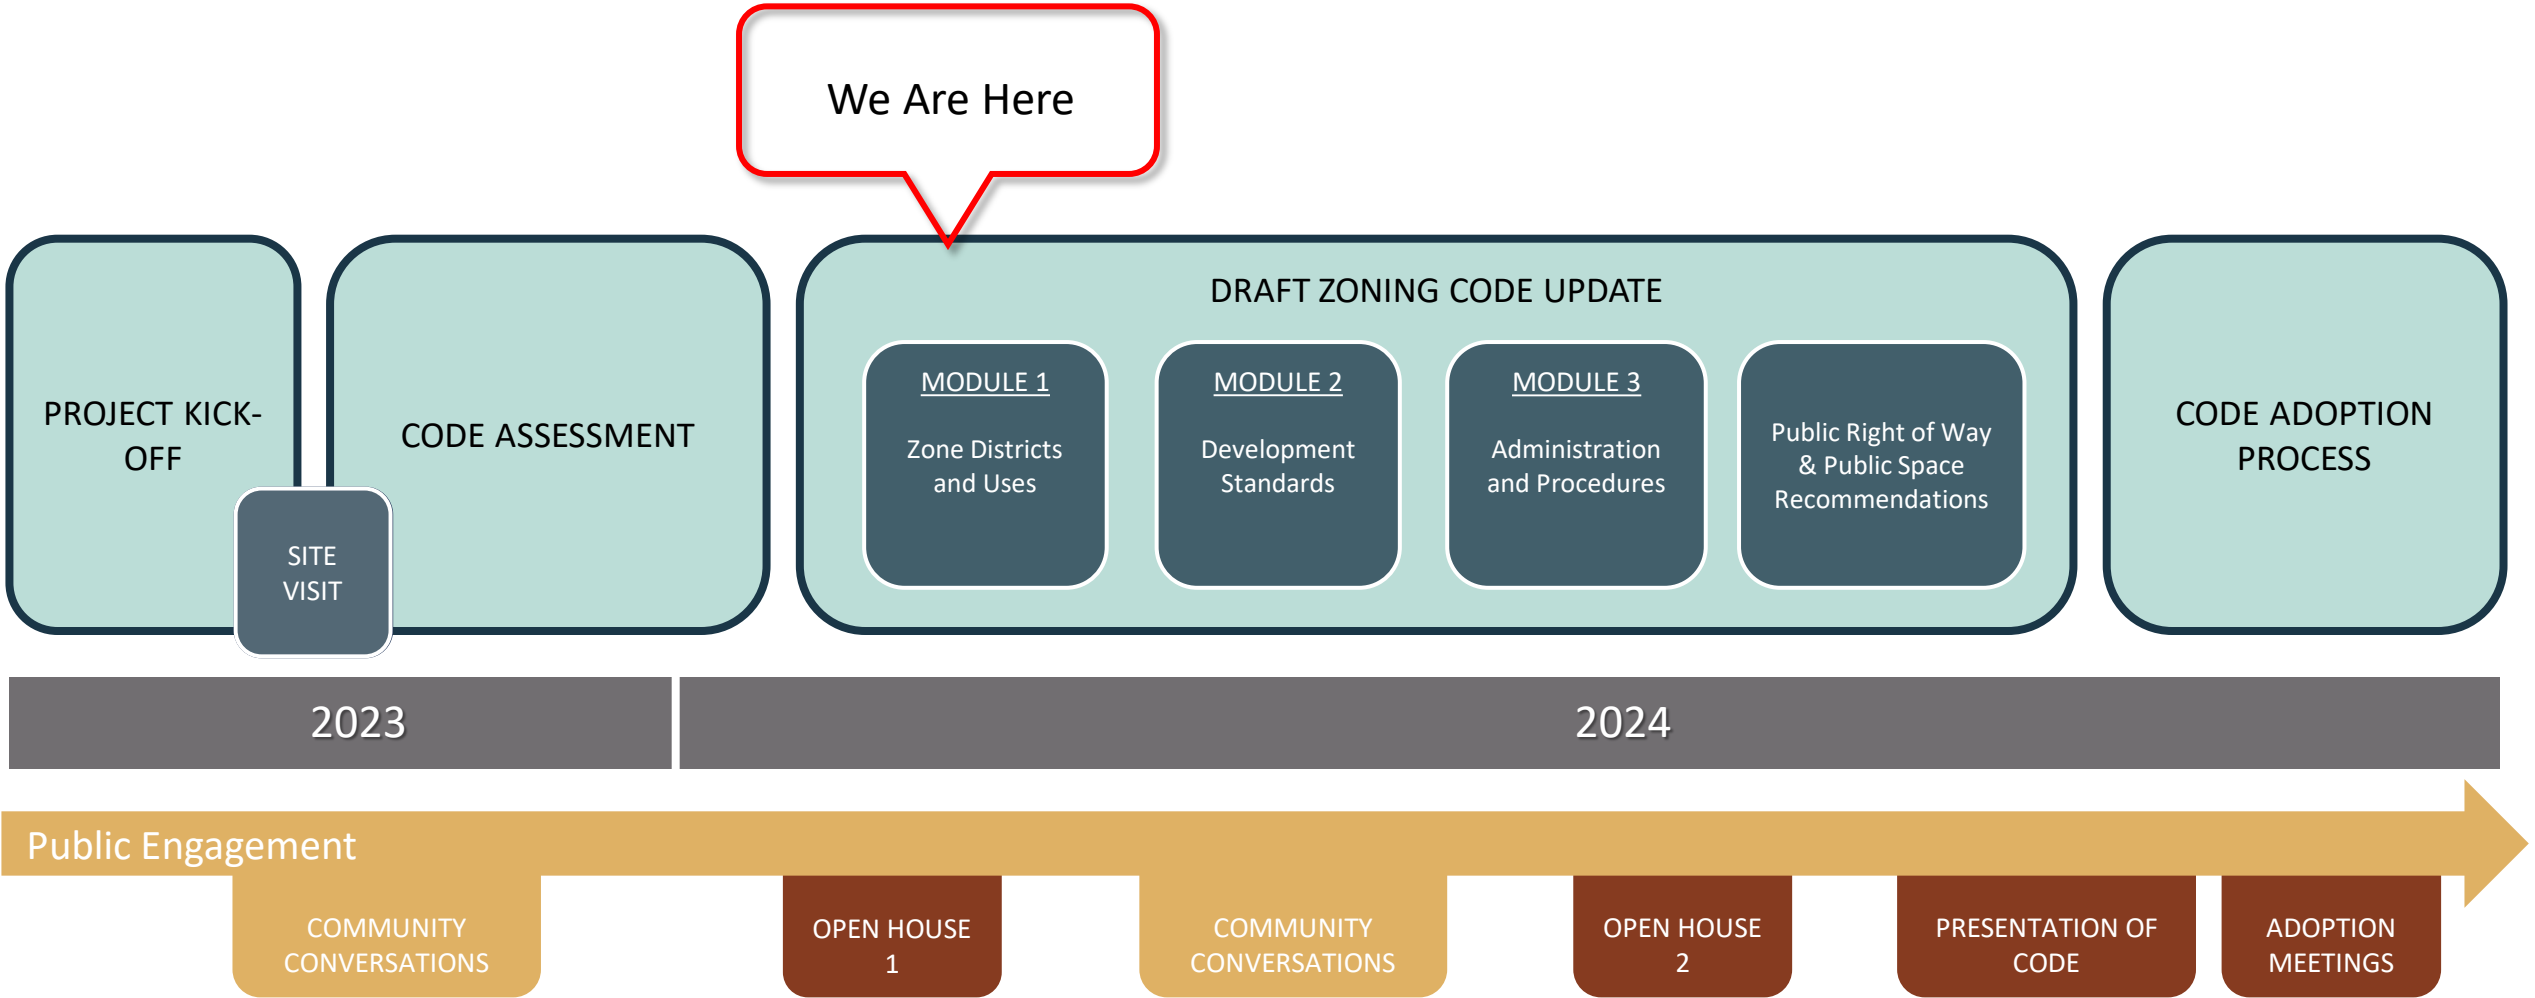 We Are Here
PROJECT KICK-
OFF
SITE
VISIT
CODE ASSESSMENT
DRAFT ZONING CODE UPDATE
MODULE 1
Zone Districts
and Uses
MODULE 2
Development
Standards
MODULE 3
Administration
and Procedures
Public Right of Way
& Public Space
Recommendations
CODE ADOPTION
PROCESS
2023
2024
Public Engagement
COMMUNITY
CONVERSATIONS
OPEN HOUSE
1
COMMUNITY
CONVERSATIONS
OPEN HOUSE
2
PRESENTATION OF
CODE
ADOPTION
MEETINGS